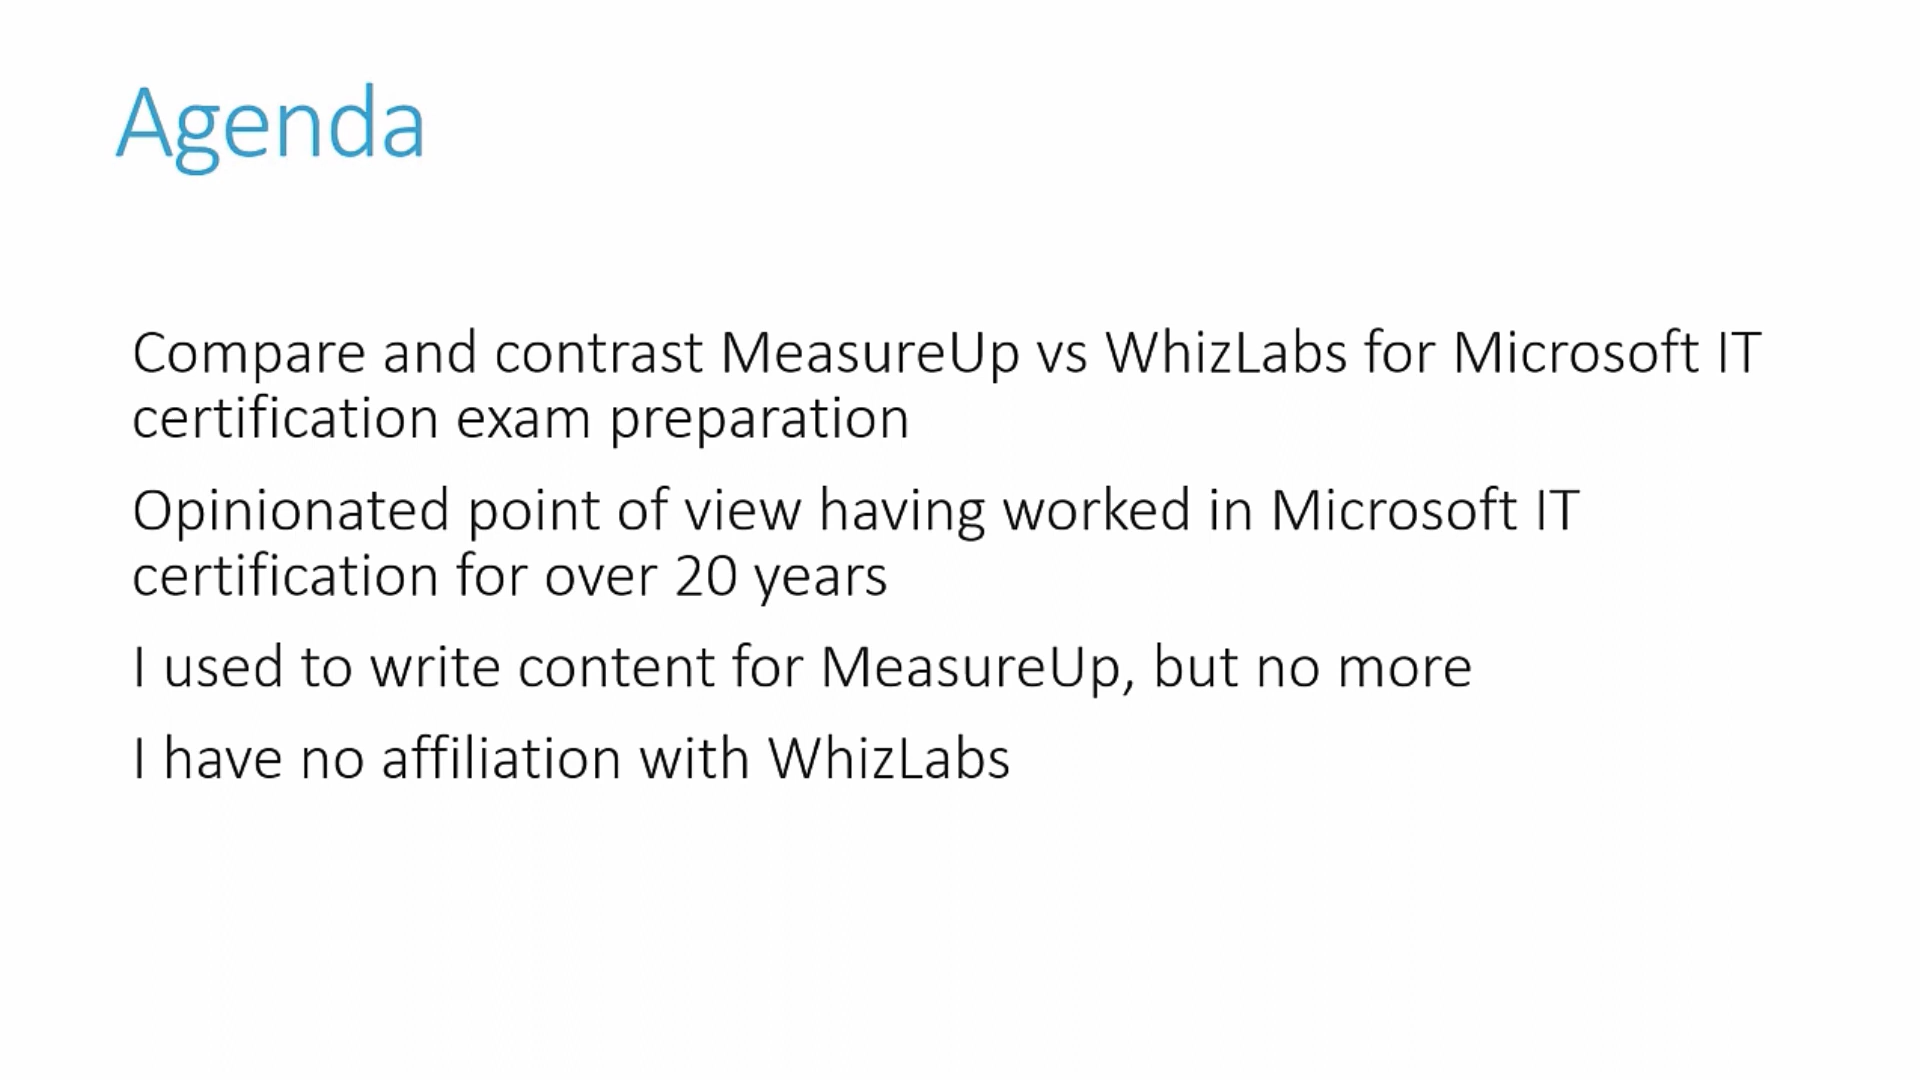 Agenda
Compare and contrast MeasureUp vs WhizLabs for Microsoft IT
certification exam preparation
Opinionated point of view having worked in Microsoft IT
certification for over 20 years
I used to write content for MeasureUp, but no more
I have no affiliation with WhizLabs